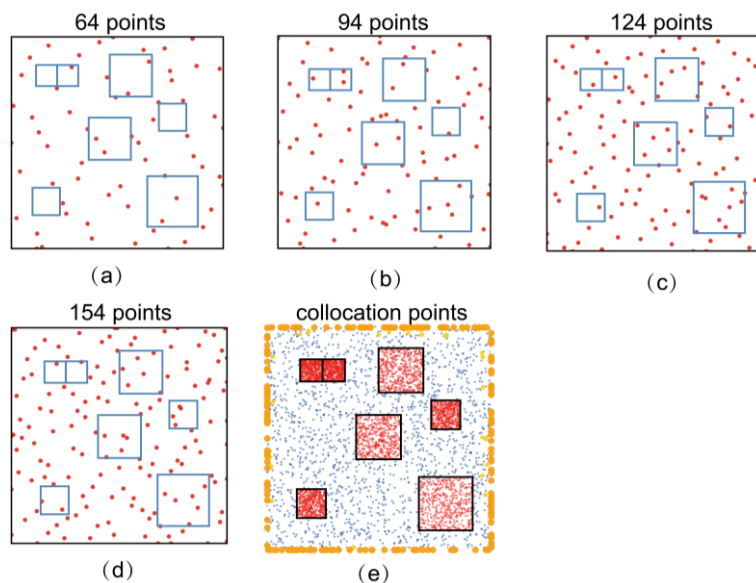 64 points
94 points
124 points
(a)
(b)
(c)
154 points
collocation points
(d)
(e)